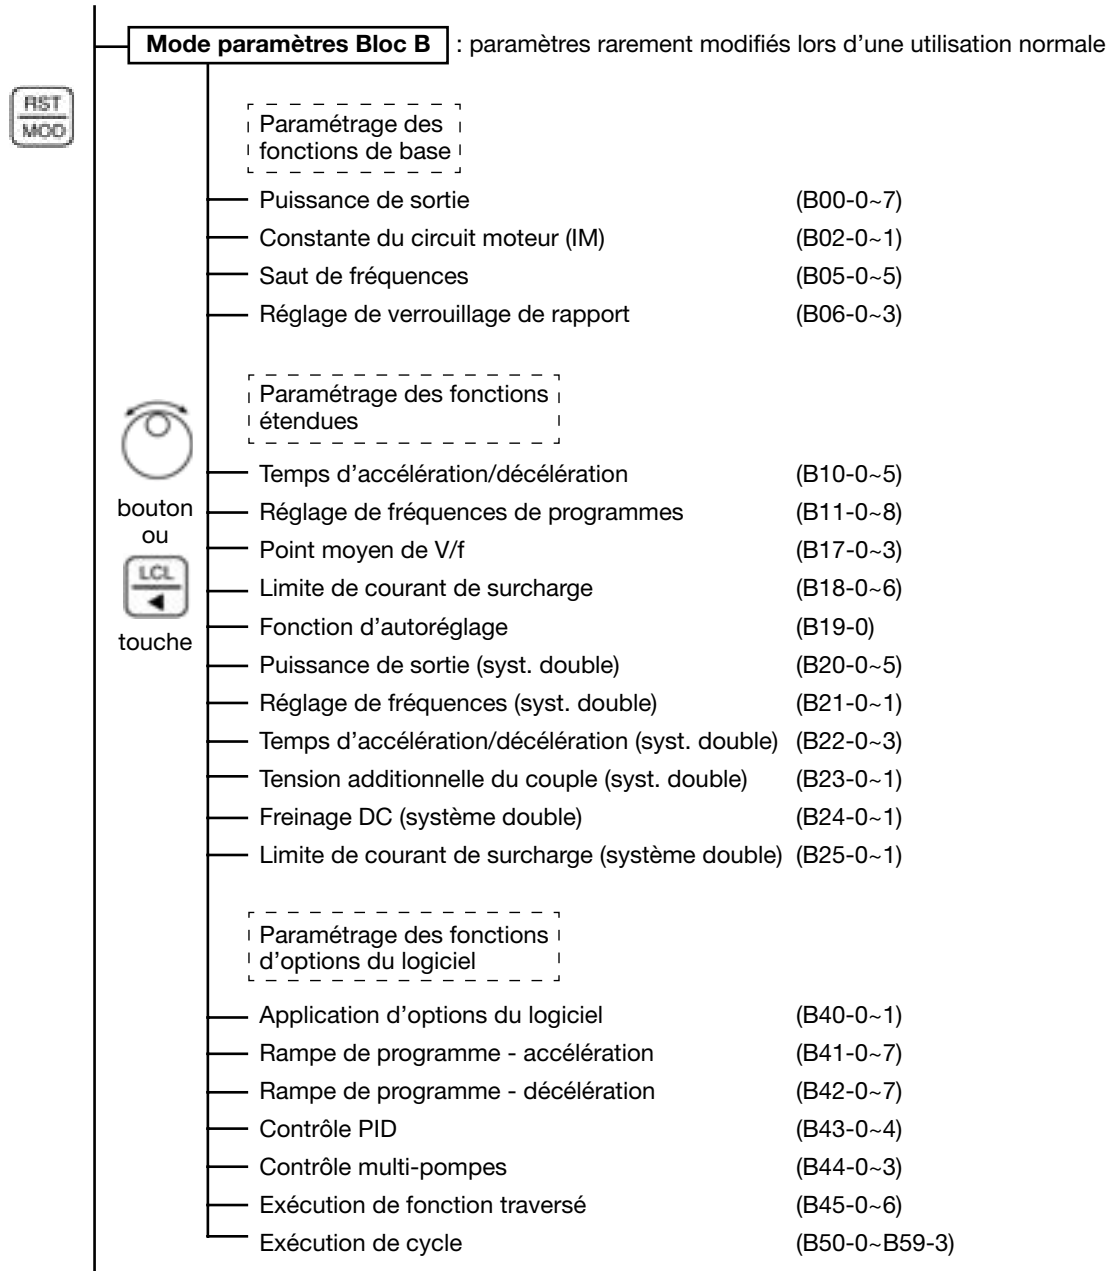 Mode paramètres Bloc B : paramètres rarement modifiés lors d'une utilisation normale
RST
MOD
Paramétrage des
fonctions de base
Puissance de sortie (B00-0~7)
Constante du circuit moteur (IM) (B02-0~1)
Saut de fréquences (B05-0~5)
Réglage de verrouillage de rapport (B06-0~3)
Paramétrage des fonctions
étendues
Temps d'accélération/décélération (B10-0~5)
bouton
Réglage de fréquences de programmes (B11-0~8)
ou
Point moyen de V/f (B17-0~3)
LCL
◀
Limite de courant de surcharge (B18-0~6)
touche
Fonction d'autoréglage (B19-0)
Puissance de sortie (syst. double) (B20-0~5)
Réglage de fréquences (syst. double) (B21-0~1)
Temps d'accélération/décélération (syst. double) (B22-0~3)
Tension additionnelle du couple (syst. double) (B23-0~1)
Freinage DC (système double) (B24-0~1)
Limite de courant de surcharge (système double) (B25-0~1)
Paramétrage des fonctions
d'options du logiciel
Application d'options du logiciel (B40-0~1)
Rampe de programme - accélération (B41-0~7)
Rampe de programme - décélération (B42-0~7)
Contrôle PID (B43-0~4)
Contrôle multi-pompes (B44-0~3)
Exécution de fonction traversé (B45-0~6)
Exécution de cycle (B50-0~B59-3)